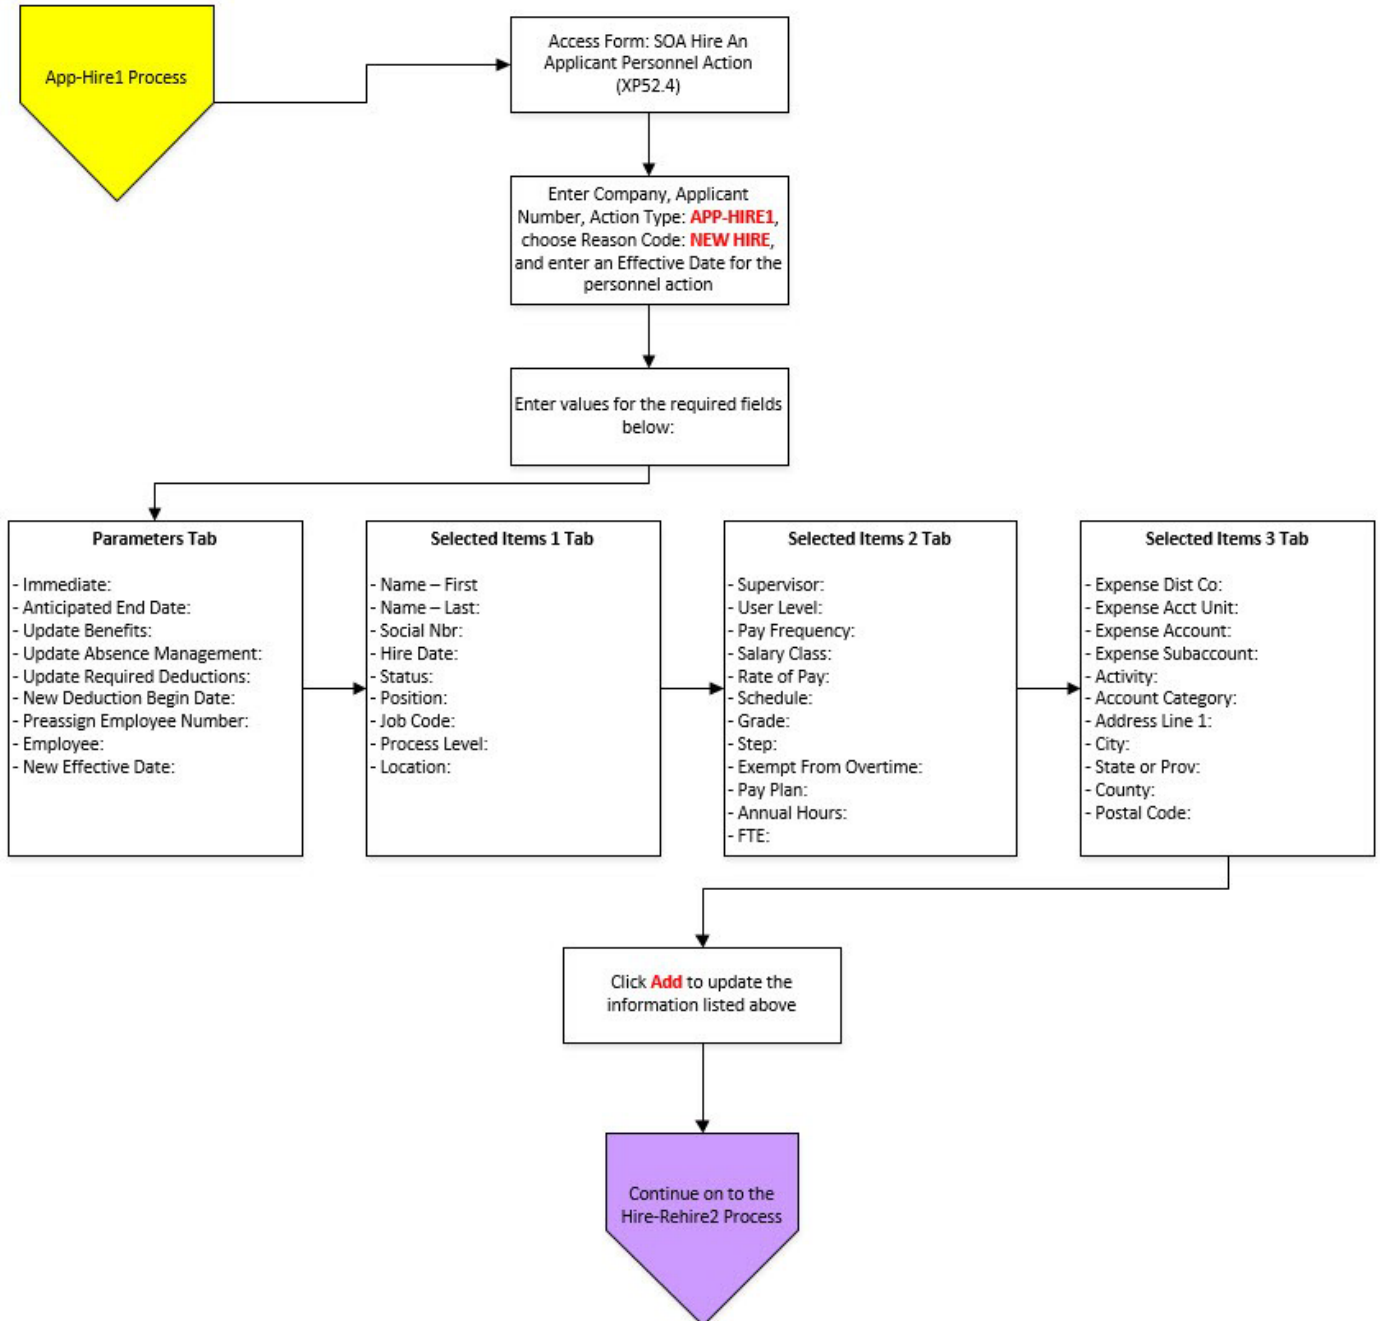 App-Hire1 Process
Access Form: SOA Hire An
Applicant Personnel Action
(XP52.4)
Enter Company, Applicant
Number, Action Type: APP-HIRE1,
choose Reason Code: NEW HIRE,
and enter an Effective Date for the
personnel action
Enter values for the required fields
below:
Parameters Tab
- Immediate:
- Anticipated End Date:
- Update Benefits:
- Update Absence Management:
- Update Required Deductions:
- New Deduction Begin Date:
- Preassign Employee Number:
- Employee:
- New Effective Date:
Selected Items 1 Tab
- Name – First
- Name – Last:
- Social Nbr:
- Hire Date:
- Status:
- Position:
- Job Code:
- Process Level:
- Location:
Selected Items 2 Tab
- Supervisor:
- User Level:
- Pay Frequency:
- Salary Class:
- Rate of Pay:
- Schedule:
- Grade:
- Step:
- Exempt From Overtime:
- Pay Plan:
- Annual Hours:
- FTE:
Selected Items 3 Tab
- Expense Dist Co:
- Expense Acct Unit:
- Expense Account:
- Expense Subaccount:
- Activity:
- Account Category:
- Address Line 1:
- City:
- State or Prov:
- County:
- Postal Code:
Click Add to update the
information listed above
Continue on to the
Hire-Rehire2 Process